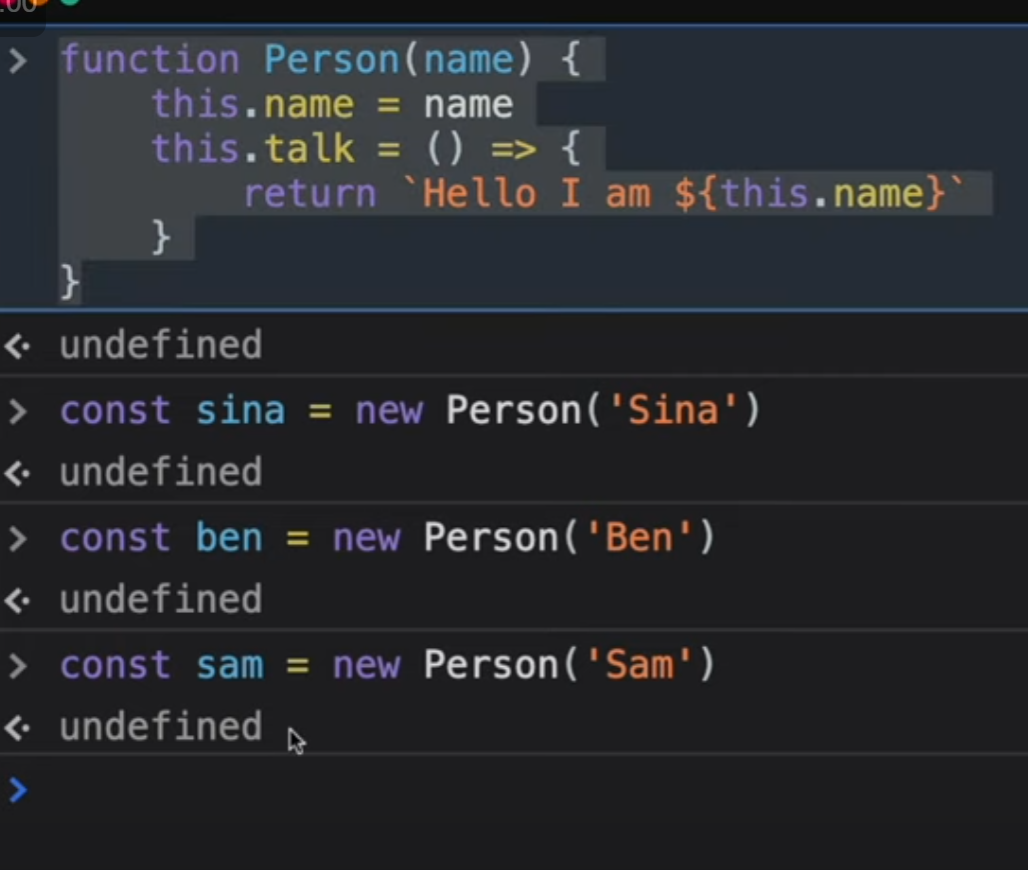 :00
> function Person(name) {
    this.name = name
    this.talk = () => {
        return `Hello I am ${this.name}`
    }
}
undefined
> const sina = new Person('Sina')
undefined
> const ben = new Person('Ben')
undefined
> const sam = new Person('Sam')
undefined
>